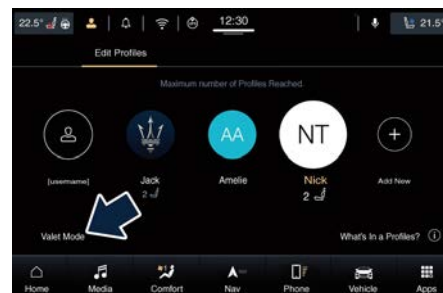 22.5°
12:30
21.5°
Edit Profiles
Maximum number of Profiles Reached.
AA
NT
[username]
Jack
Amelie
Nick
Add New
2
2
Valet Mode
What's In a Profiles?
Home
Media
Comfort
Nav
Phone
Vehicle
Apps